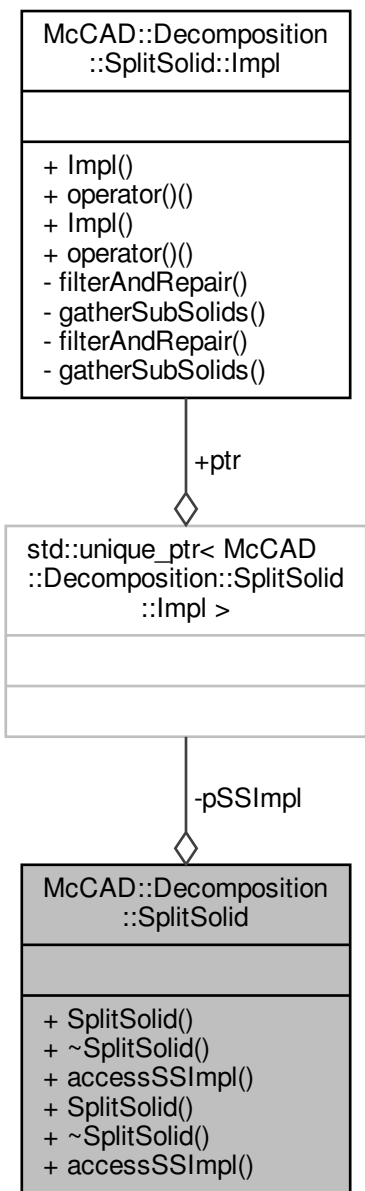 McCAD::Decomposition
::SplitSolid::Impl
+ Impl()
+ operator()()
+ Impl()
+ operator()()
- filterAndRepair()
- gatherSubSolids()
- filterAndRepair()
- gatherSubSolids()
+ptr
std::unique_ptr< McCAD
::Decomposition::SplitSolid
::Impl >
-pSSImpl
McCAD::Decomposition
::SplitSolid
+ SplitSolid()
+ ~SplitSolid()
+ accessSSImpl()
+ SplitSolid()
+ ~SplitSolid()
+ accessSSImpl()